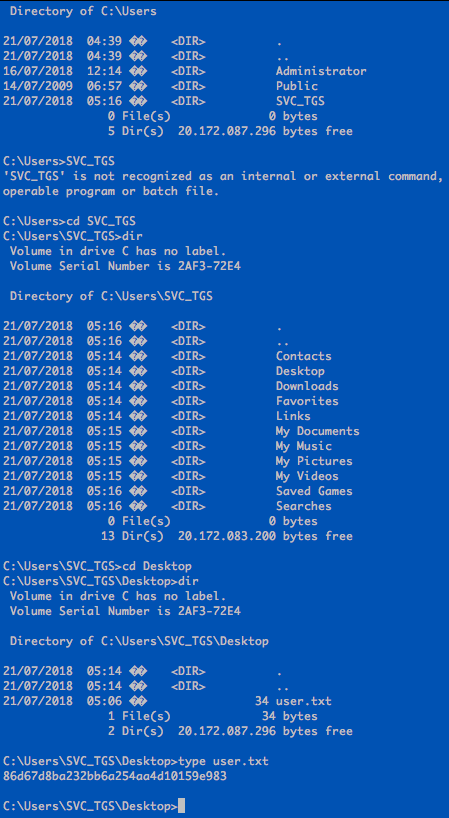 Directory of C:\Users
21/07/2018 04:39 �� <DIR> .
21/07/2018 04:39 �� <DIR> ..
16/07/2018 12:14 �� <DIR> Administrator
14/07/2009 06:57 �� <DIR> Public
21/07/2018 05:16 �� <DIR> SVC_TGS
0 File(s) 0 bytes
5 Dir(s) 20.172.087.296 bytes free
C:\Users>SVC_TGS
'SVC_TGS' is not recognized as an internal or external command,
operable program or batch file.
C:\Users>cd SVC_TGS
C:\Users\SVC_TGS>dir
Volume in drive C has no label.
Volume Serial Number is 2AF3-72E4
Directory of C:\Users\SVC_TGS
21/07/2018 05:16 �� <DIR> .
21/07/2018 05:16 �� <DIR> ..
21/07/2018 05:14 �� <DIR> Contacts
21/07/2018 05:14 �� <DIR> Desktop
21/07/2018 05:14 �� <DIR> Downloads
21/07/2018 05:14 �� <DIR> Favorites
21/07/2018 05:14 �� <DIR> Links
21/07/2018 05:15 �� <DIR> My Documents
21/07/2018 05:15 �� <DIR> My Music
21/07/2018 05:15 �� <DIR> My Pictures
21/07/2018 05:15 �� <DIR> My Videos
21/07/2018 05:16 �� <DIR> Saved Games
21/07/2018 05:16 �� <DIR> Searches
0 File(s) 0 bytes
13 Dir(s) 20.172.083.200 bytes free
C:\Users\SVC_TGS>cd Desktop
C:\Users\SVC_TGS\Desktop>dir
Volume in drive C has no label.
Volume Serial Number is 2AF3-72E4
Directory of C:\Users\SVC_TGS\Desktop
21/07/2018 05:14 �� <DIR> .
21/07/2018 05:14 �� <DIR> ..
21/07/2018 05:06 �� 34 user.txt
1 File(s) 34 bytes
2 Dir(s) 20.172.087.296 bytes free
C:\Users\SVC_TGS\Desktop>type user.txt
86d67d8ba232bb6a254aa4d10159e983
C:\Users\SVC_TGS\Desktop>